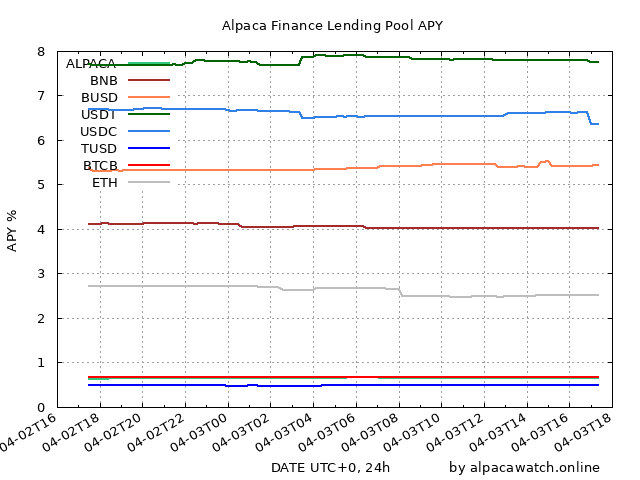 Alpaca Finance Lending Pool APY
8
7
6
5
4
3
2
1
0
APY %
ALPACA
BNB
BUSD
USDT
USDC
TUSD
BTCB
ETH
04-02T16
04-02T18
04-02T20
04-02T22
04-03T00
04-03T02
04-03T04
04-03T06
04-03T08
04-03T10
04-03T12
04-03T14
04-03T16
04-03T18
DATE UTC+0, 24h
by alpacawatch.online